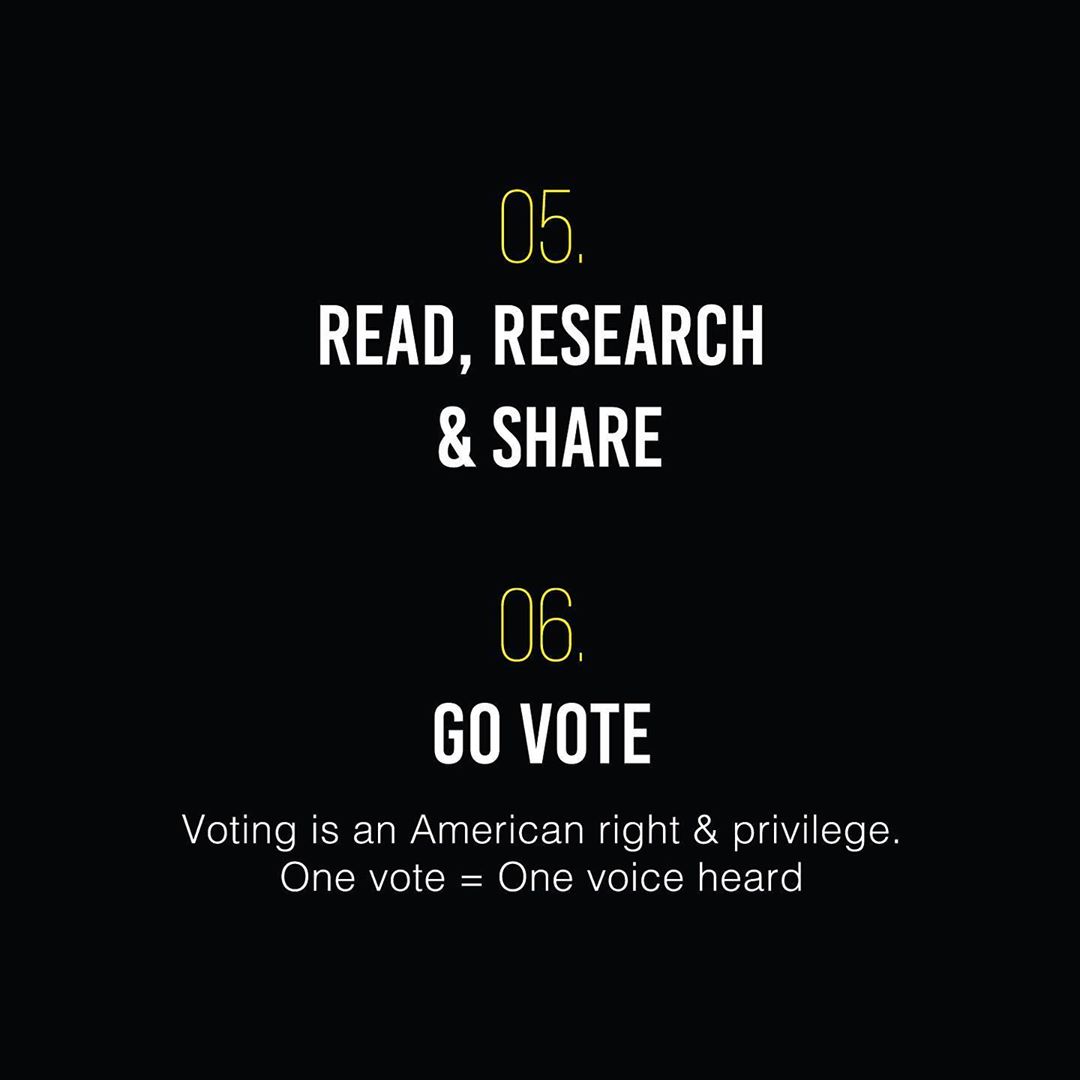 05.
READ, RESEARCH
& SHARE
06.
GO VOTE
Voting is an American right & privilege.
One vote = One voice heard